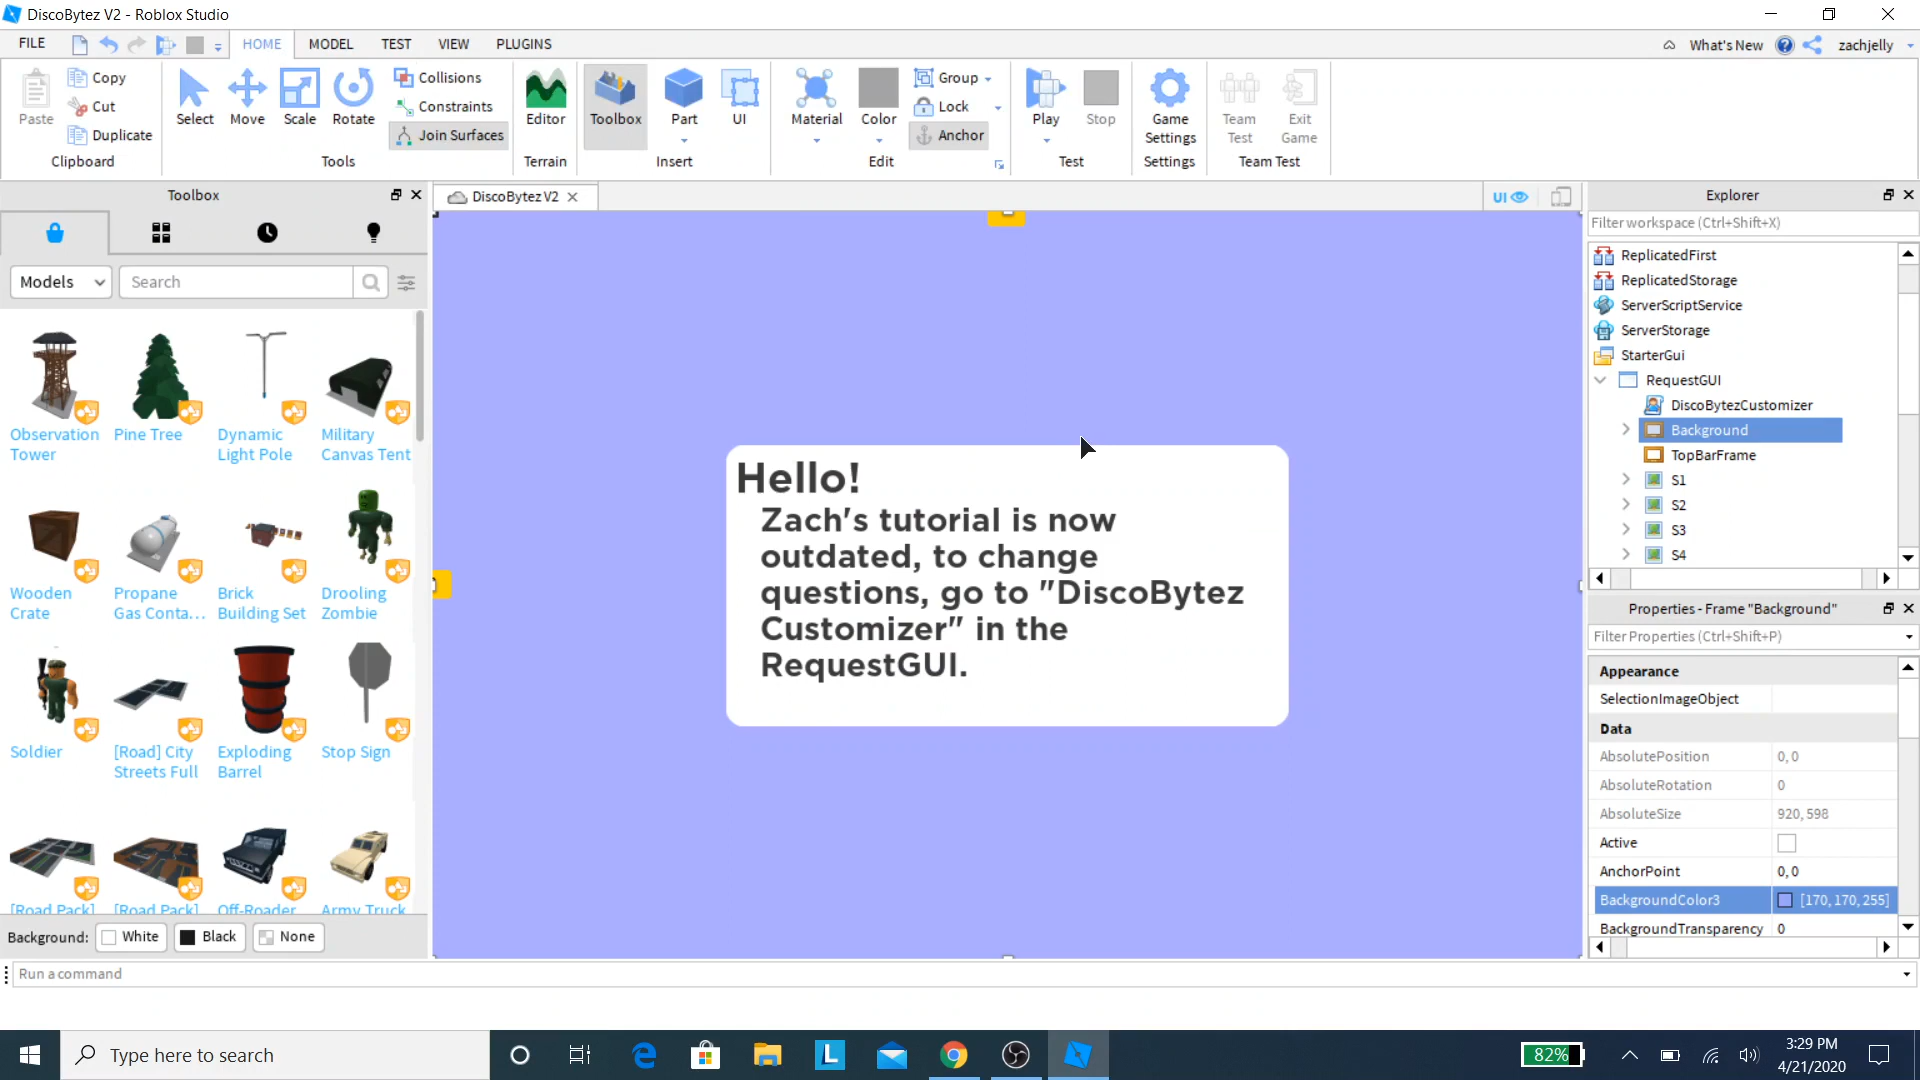 DiscoBytez V2 - Roblox Studio
FILE
HOME
MODEL
TEST
VIEW
PLUGINS
What's New
zachjelly
Paste
Copy
Cut
Duplicate
Clipboard
Select
Move
Scale
Rotate
Collisions
Constraints
Join Surfaces
Tools
Editor
Terrain
Toolbox
Part
UI
Insert
Material
Color
Group
Lock
Anchor
Edit
Play
Stop
Test
Game
Settings
Settings
Team
Test
Exit
Game
Team Test
Toolbox
DiscoBytez V2
UI
Explorer
Filter workspace (Ctrl+Shift+X)
Models
Search
Observation
Tower
Pine Tree
Dynamic
Light Pole
Military
Canvas Tent
Wooden
Crate
Propane
Gas Conta...
Brick
Building Set
Drooling
Zombie
Soldier
[Road] City
Streets Full
Exploding
Barrel
Stop Sign
[Road Pack]
[Road Pack]
Off-Roader
Army Truck
Background:
White
Black
None
Hello!
Zach's tutorial is now
outdated, to change
questions, go to "DiscoBytez
Customizer" in the
RequestGUI.
ReplicatedFirst
ReplicatedStorage
ServerScriptService
ServerStorage
StarterGui
RequestGUI
DiscoBytezCustomizer
Background
TopBarFrame
S1
S2
S3
S4
Properties - Frame "Background"
Filter Properties (Ctrl+Shift+P)
Appearance
SelectionImageObject
Data
AbsolutePosition 0, 0
AbsoluteRotation 0
AbsoluteSize 920, 598
Active
AnchorPoint 0, 0
BackgroundColor3 [170, 170, 255]
BackgroundTransparency 0
Run a command
Type here to search
L
82%
3:29 PM
4/21/2020